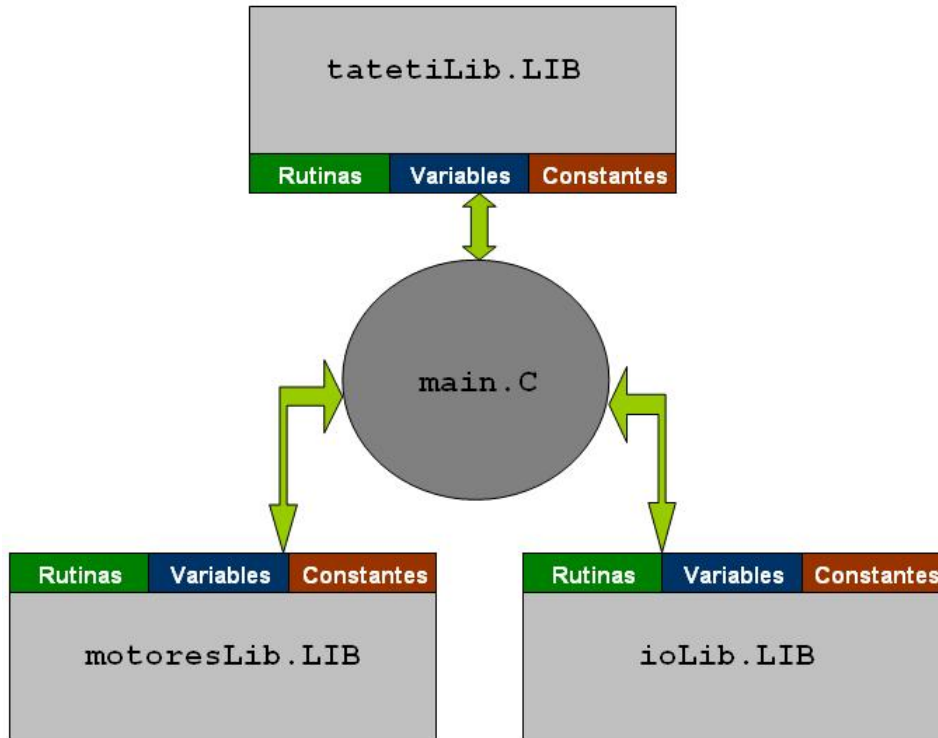 tatetiLib.LIB
Rutinas Variables Constantes
main.C
Rutinas Variables Constantes
motoresLib.LIB
Rutinas Variables Constantes
ioLib.LIB